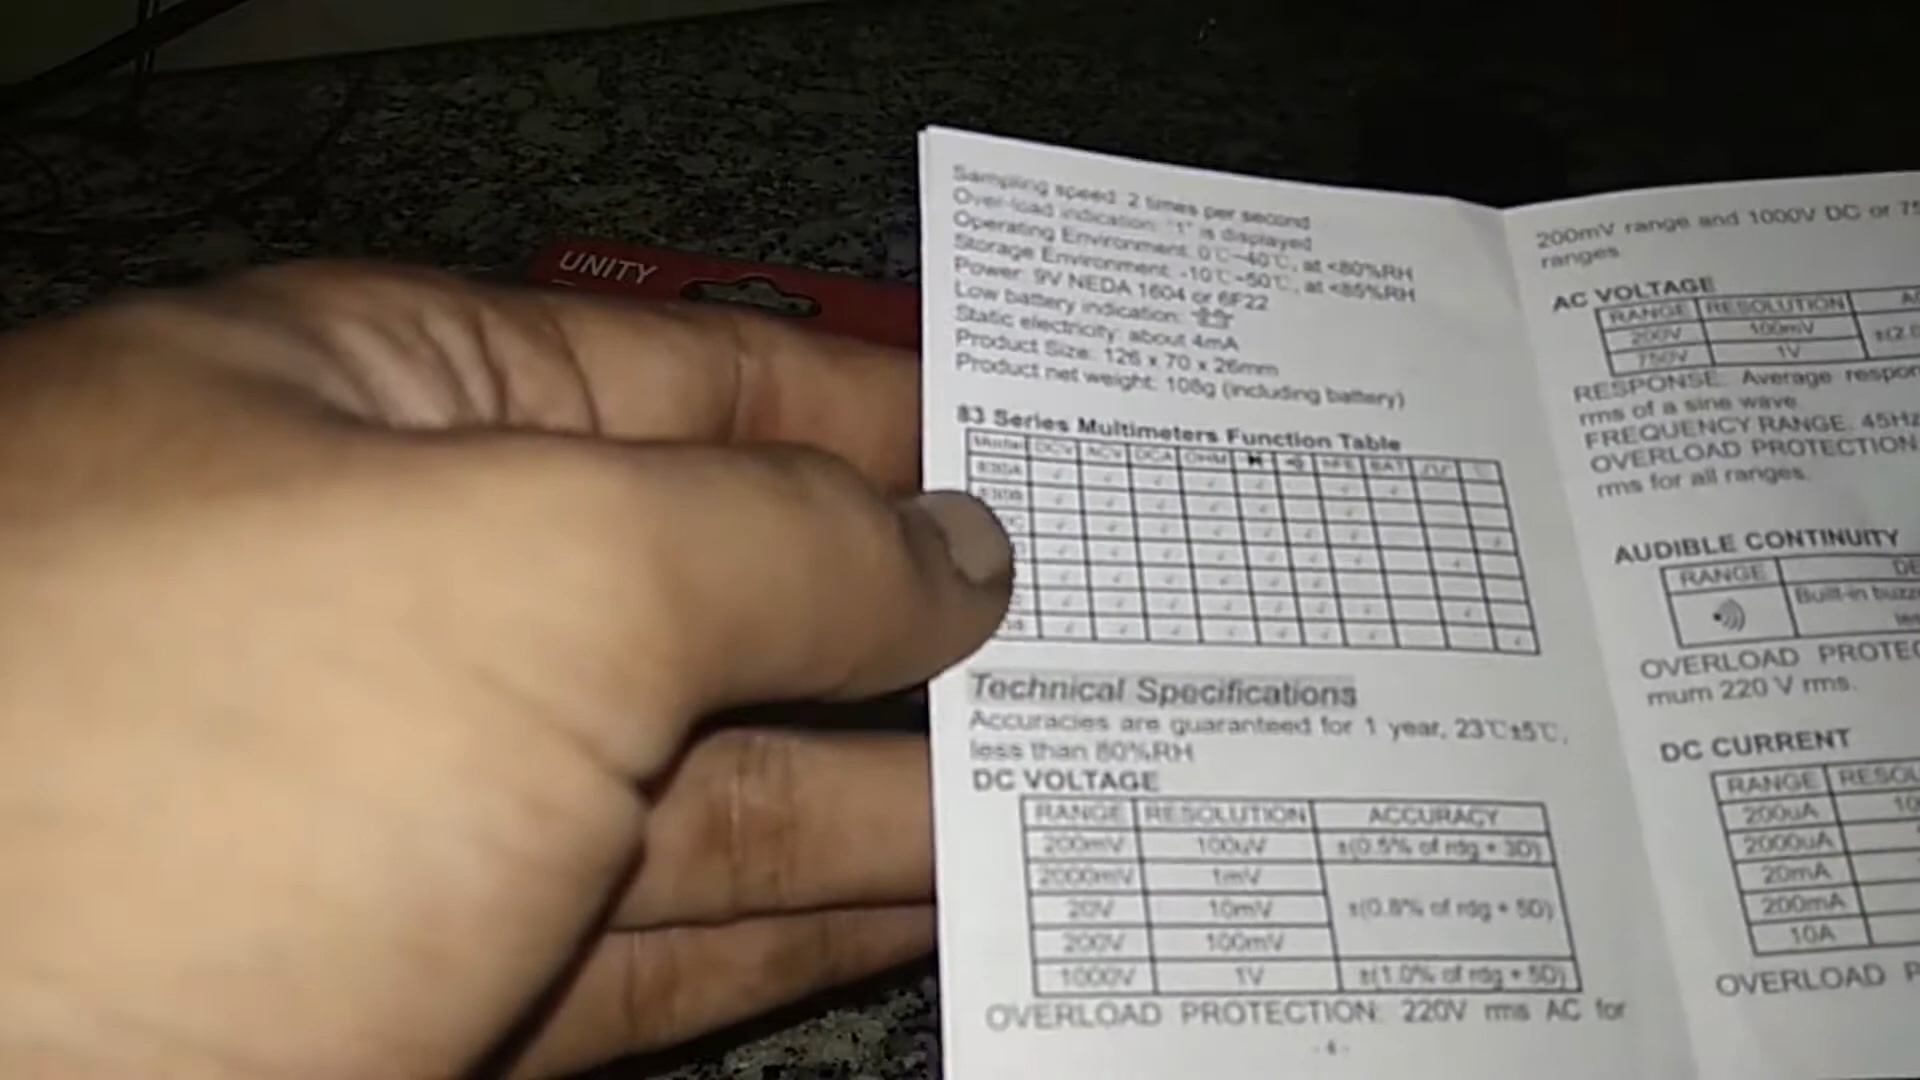 UNITY
Sampling speed: 2 times per second
Over-load indication: "1" is displayed
Operating Environment: 0℃~40℃, at <80%RH
Storage Environment: -10℃~50℃, at <85%RH
Power: 9V NEDA 1604 or 6F22
Low battery indication:
Static electricity: about 4mA
Product Size: 126 x 70 x 26mm
Product net weight: 108g (including battery)
83 Series Multimeters Function Table
Model DCV ACV DCA OHM hFE BAT
830A
830B
Technical Specifications
Accuracies are guaranteed for 1 year, 23℃±5℃,
less than 80%RH
DC VOLTAGE
RANGE RESOLUTION ACCURACY
200mV 100uV ±(0.5% of rdg + 3D)
2000mV 1mV
20V 10mV ±(0.8% of rdg + 5D)
200V 100mV
1000V 1V ±(1.0% of rdg + 5D)
OVERLOAD PROTECTION: 220V rms AC for
- 4 -
200mV range and 1000V DC or 75
ranges
AC VOLTAGE
RANGE RESOLUTION A
200V 100mV
750V 1V ±(2.0
RESPONSE: Average respon
rms of a sine wave.
FREQUENCY RANGE: 45Hz
OVERLOAD PROTECTION
rms for all ranges.
AUDIBLE CONTINUITY
RANGE DE
Built-in buzze
les
OVERLOAD PROTEC
mum 220 V rms.
DC CURRENT
RANGE RESOL
200uA 10
2000uA
20mA
200mA
10A
OVERLOAD P